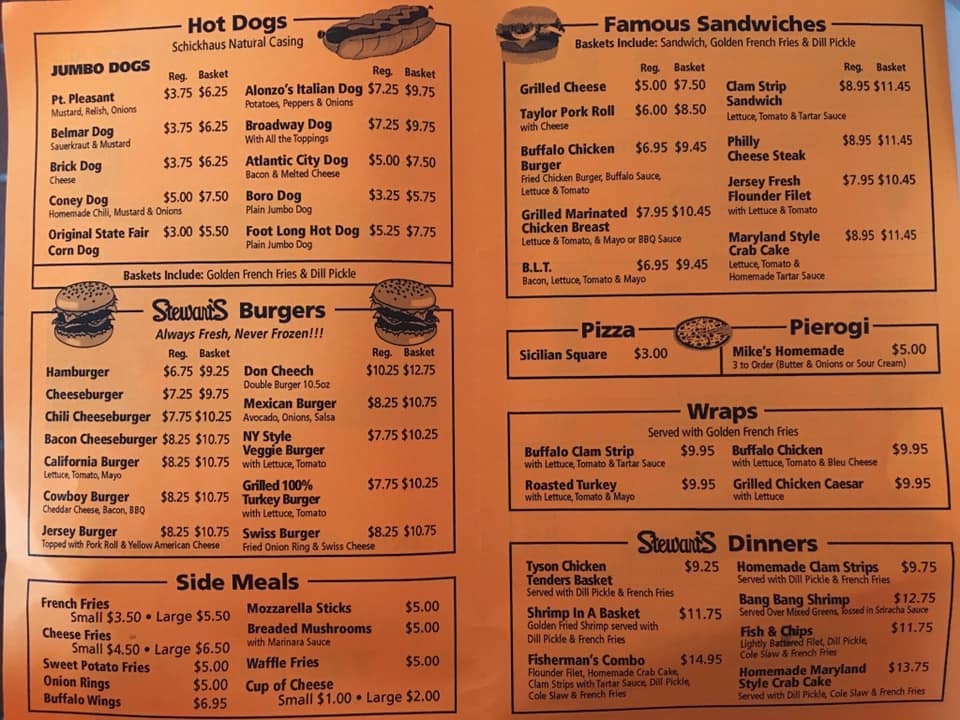 Hot Dogs
Schickhaus Natural Casing
JUMBO DOGS
Reg. Basket
Pt. Pleasant $3.75 $6.25
Mustard, Relish, Onions
Belmar Dog $3.75 $6.25
Sauerkraut & Mustard
Brick Dog $3.75 $6.25
Cheese
Coney Dog $5.00 $7.50
Homemade Chili, Mustard & Onions
Original State Fair $3.00 $5.50
Corn Dog
Reg. Basket
Alonzo's Italian Dog $7.25 $9.75
Potatoes, Peppers & Onions
Broadway Dog $7.25 $9.75
With All the Toppings
Atlantic City Dog $5.00 $7.50
Bacon & Melted Cheese
Boro Dog $3.25 $5.75
Plain Jumbo Dog
Foot Long Hot Dog $5.25 $7.75
Plain Jumbo Dog
Baskets Include: Golden French Fries & Dill Pickle
Stewart's Burgers
Always Fresh, Never Frozen!!!
Reg. Basket
Hamburger $6.75 $9.25
Cheeseburger $7.25 $9.75
Chili Cheeseburger $7.75 $10.25
Bacon Cheeseburger $8.25 $10.75
California Burger $8.25 $10.75
Lettuce, Tomato, Mayo
Cowboy Burger $8.25 $10.75
Cheddar Cheese, Bacon, BBQ
Jersey Burger $8.25 $10.75
Topped with Pork Roll & Yellow American Cheese
Reg. Basket
Don Cheech $10.25 $12.75
Double Burger 10.5oz
Mexican Burger $8.25 $10.75
Avocado, Onions, Salsa
NY Style $7.75 $10.25
Veggie Burger
with Lettuce, Tomato
Grilled 100% $7.75 $10.25
Turkey Burger
with Lettuce, Tomato
Swiss Burger $8.25 $10.75
Fried Onion Ring & Swiss Cheese
Side Meals
French Fries
Small $3.50 • Large $5.50
Cheese Fries
Small $4.50 • Large $6.50
Sweet Potato Fries $5.00
Onion Rings $5.00
Buffalo Wings $6.95
Mozzarella Sticks $5.00
Breaded Mushrooms $5.00
with Marinara Sauce
Waffle Fries $5.00
Cup of Cheese
Small $1.00 • Large $2.00
Famous Sandwiches
Baskets Include: Sandwich, Golden French Fries & Dill Pickle
Reg. Basket
Grilled Cheese $5.00 $7.50
Taylor Pork Roll $6.00 $8.50
with Cheese
Buffalo Chicken $6.95 $9.45
Burger
Fried Chicken Burger, Buffalo Sauce,
Lettuce & Tomato
Grilled Marinated $7.95 $10.45
Chicken Breast
Lettuce & Tomato, & Mayo or BBQ Sauce
B.L.T. $6.95 $9.45
Bacon, Lettuce, Tomato & Mayo
Reg. Basket
Clam Strip $8.95 $11.45
Sandwich
Lettuce, Tomato & Tartar Sauce
Philly $8.95 $11.45
Cheese Steak
Jersey Fresh $7.95 $10.45
Flounder Filet
with Lettuce & Tomato
Maryland Style $8.95 $11.45
Crab Cake
Lettuce, Tomato &
Homemade Tartar Sauce
Pizza
Sicilian Square $3.00
Pierogi
Mike's Homemade $5.00
3 to Order (Butter & Onions or Sour Cream)
Wraps
Served with Golden French Fries
Buffalo Clam Strip $9.95
with Lettuce, Tomato & Tartar Sauce
Roasted Turkey $9.95
with Lettuce, Tomato & Mayo
Buffalo Chicken $9.95
with Lettuce, Tomato & Bleu Cheese
Grilled Chicken Caesar $9.95
with Lettuce
Stewart's Dinners
Tyson Chicken $9.25
Tenders Basket
Served with Dill Pickle & French Fries
Shrimp In A Basket $11.75
Golden Fried Shrimp served with
Dill Pickle & French Fries
Fisherman's Combo $14.95
Flounder Filet, Homemade Crab Cake,
Clam Strips with Tartar Sauce, Dill Pickle,
Cole Slaw & French Fries
Homemade Clam Strips $9.75
Served with Dill Pickle & French Fries
Bang Bang Shrimp $12.75
Served Over Mixed Greens, Tossed in Sriracha Sauce
Fish & Chips $11.75
Lightly Battered Filet, Dill Pickle,
Cole Slaw & French Fries
Homemade Maryland $13.75
Style Crab Cake
Served with Dill Pickle, Cole Slaw & French Fries